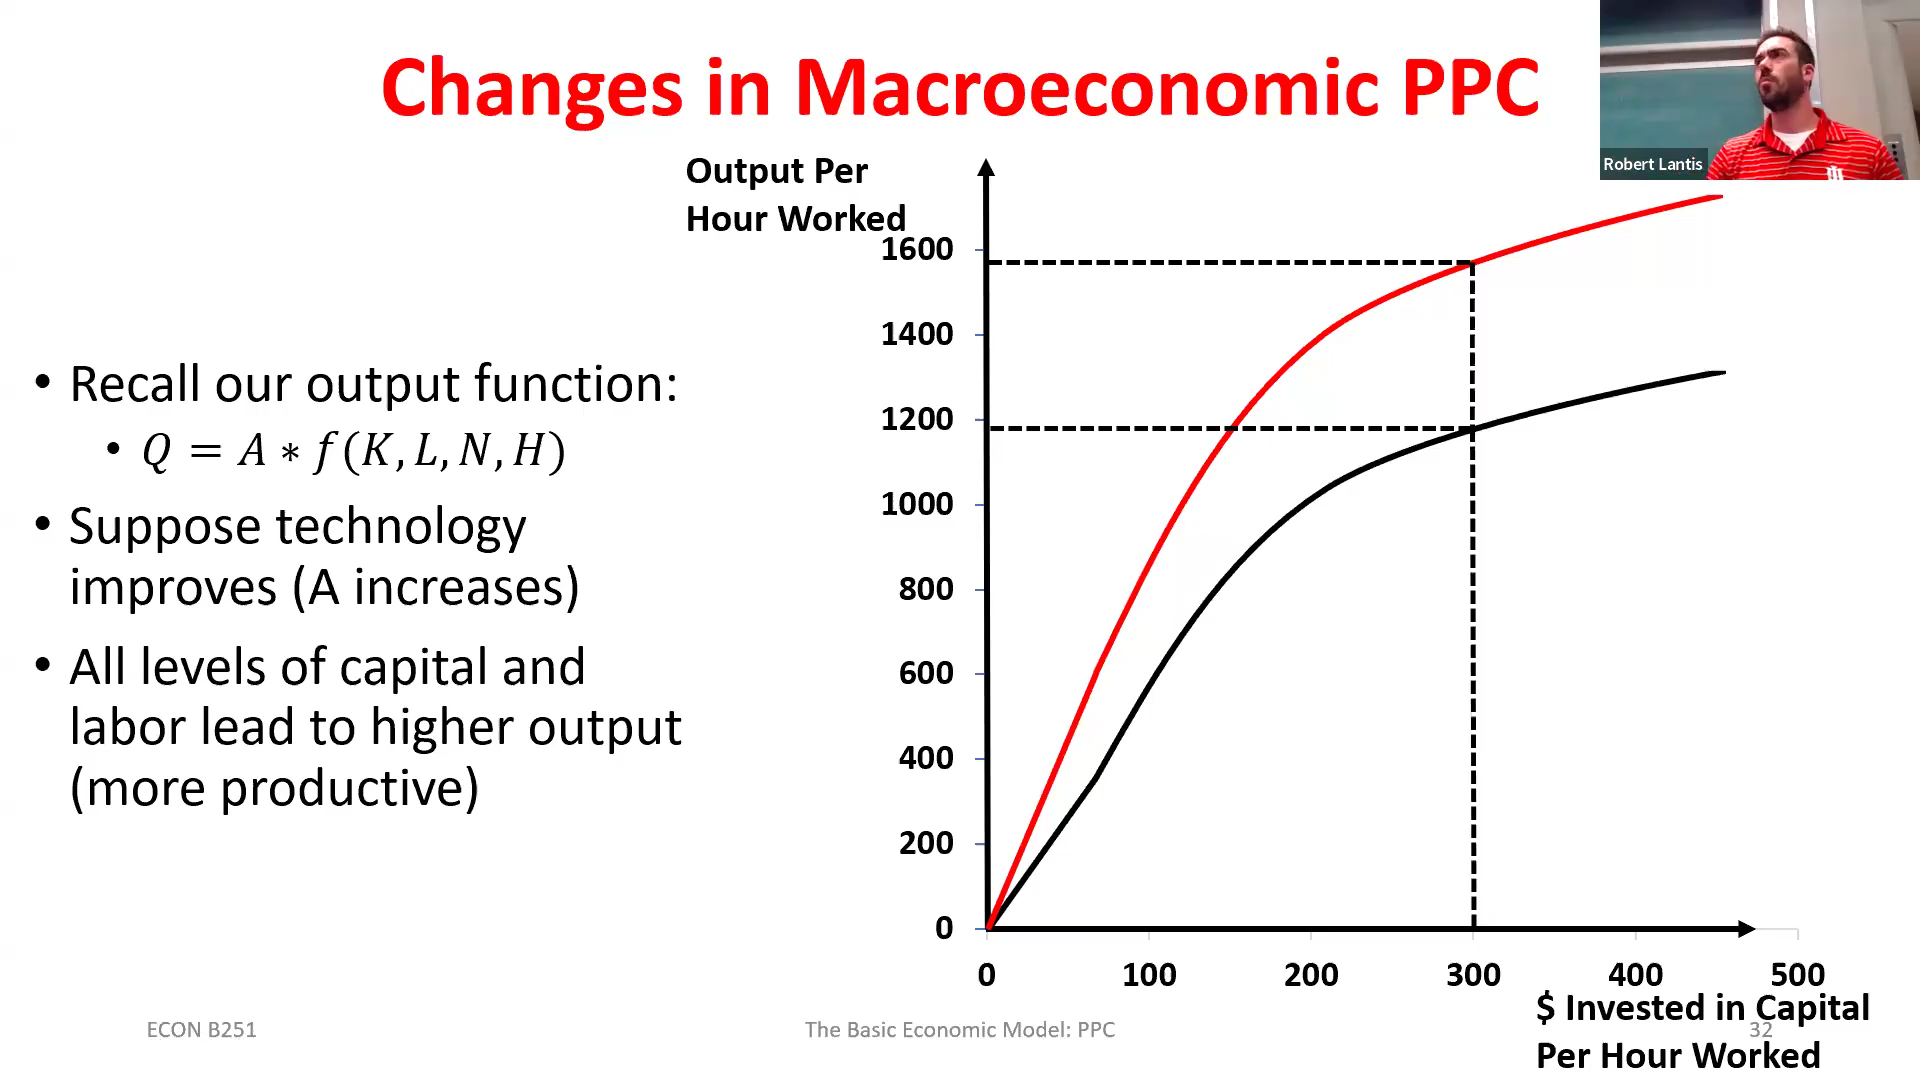 Changes in Macroeconomic PPC
Robert Lantis
Output Per
Hour Worked
1600
1400
1200
1000
800
600
400
200
0
0 100 200 300 400 500
$ Invested in Capital
Per Hour Worked
• Recall our output function:
• Q = A ∗ f(K, L, N, H)
• Suppose technology
improves (A increases)
• All levels of capital and
labor lead to higher output
(more productive)
ECON B251
The Basic Economic Model: PPC
32